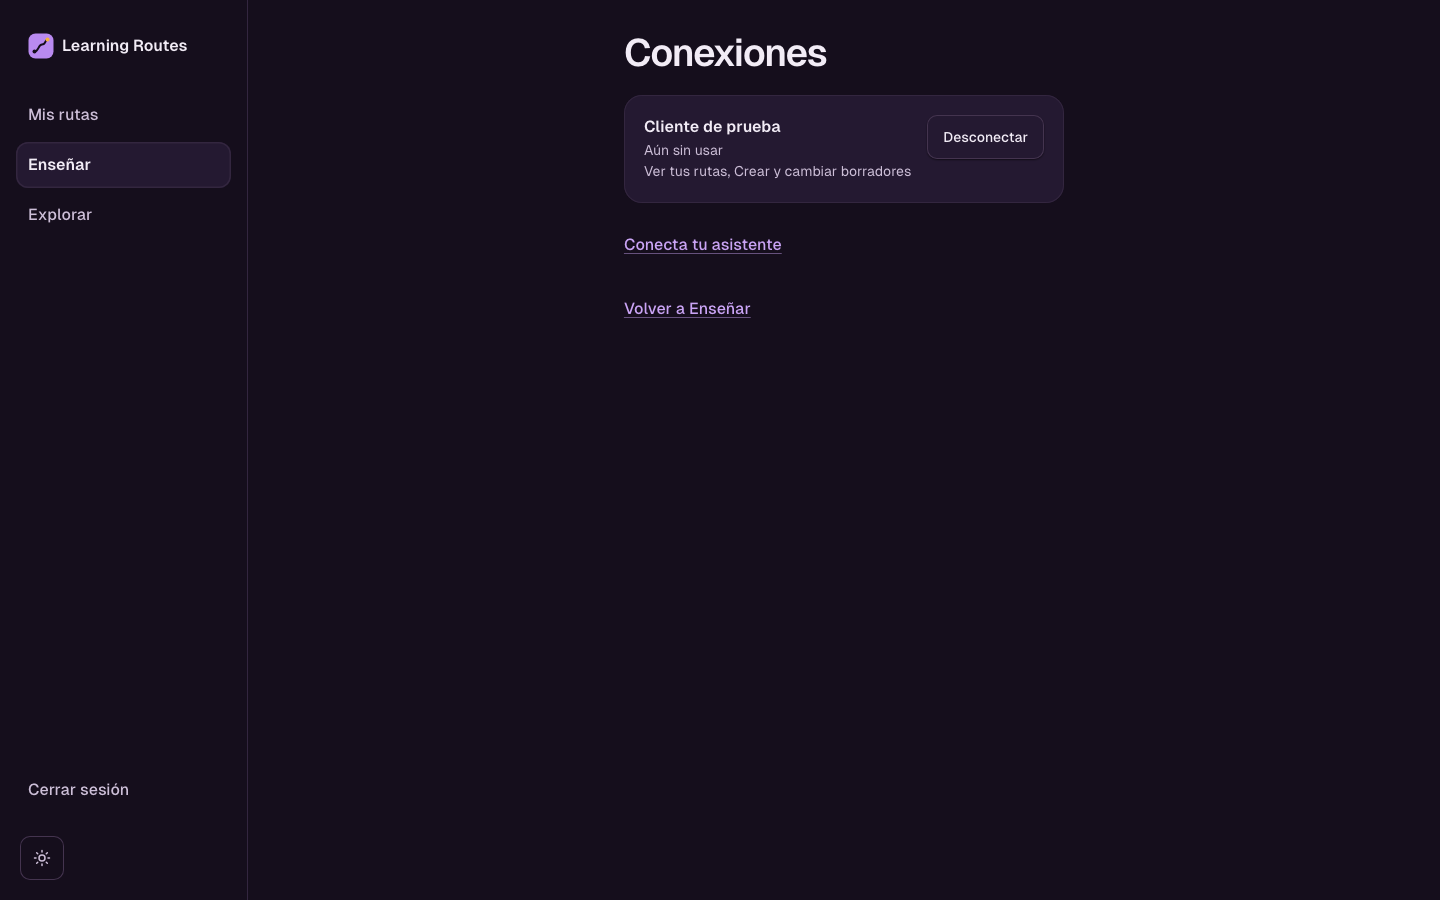 Learning Routes
Mis rutas
Enseñar
Explorar
Cerrar sesión
Conexiones
Cliente de prueba
Aún sin usar
Ver tus rutas, Crear y cambiar borradores
Desconectar
Conecta tu asistente
Volver a Enseñar